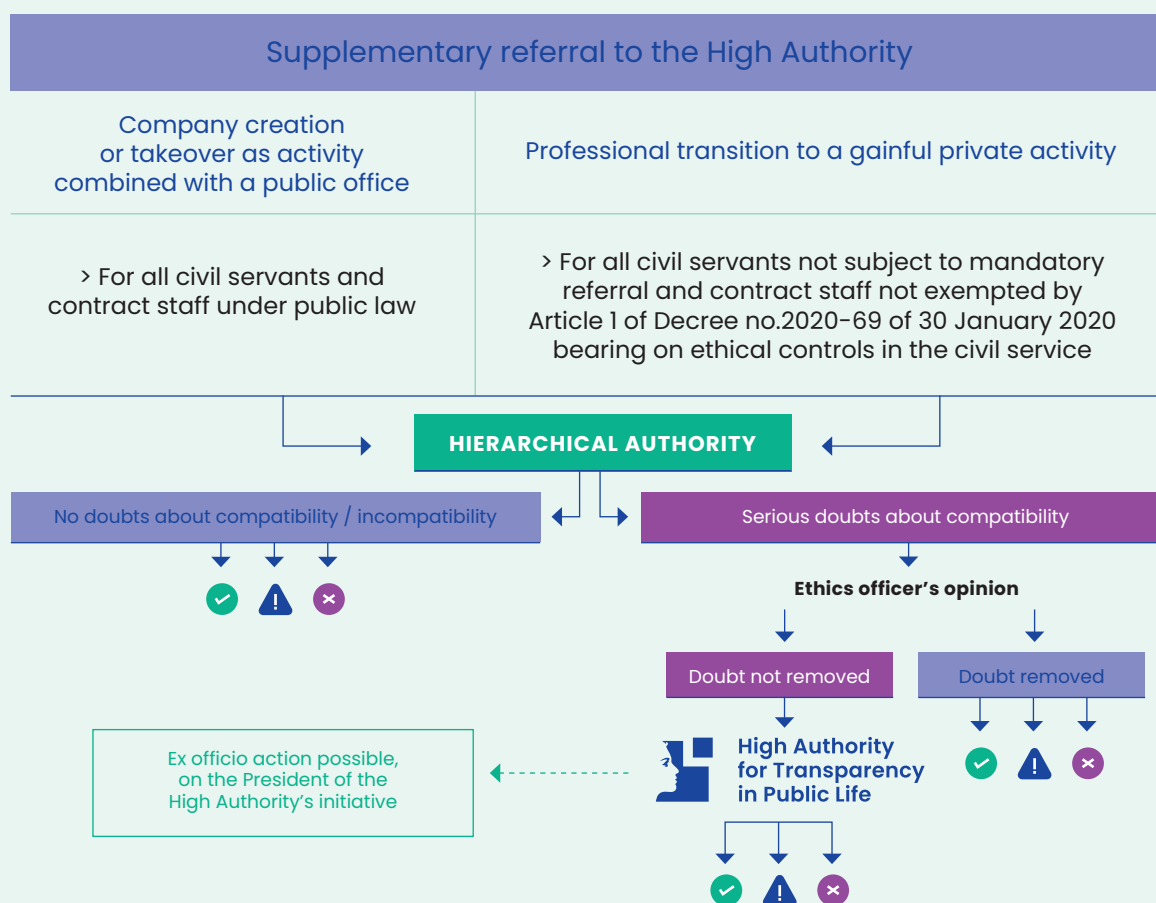 Supplementary referral to the High Authority
Company creation
or takeover as activity
combined with a public office
Professional transition to a gainful private activity
> For all civil servants and
contract staff under public law
> For all civil servants not subject to mandatory
referral and contract staff not exempted by
Article 1 of Decree no.2020-69 of 30 January 2020
bearing on ethical controls in the civil service
HIERARCHICAL AUTHORITY
No doubts about compatibility / incompatibility
Serious doubts about compatibility
Ethics officer’s opinion
Doubt not removed
Doubt removed
Ex officio action possible,
on the President of the
High Authority’s initiative
High Authority
for Transparency
in Public Life